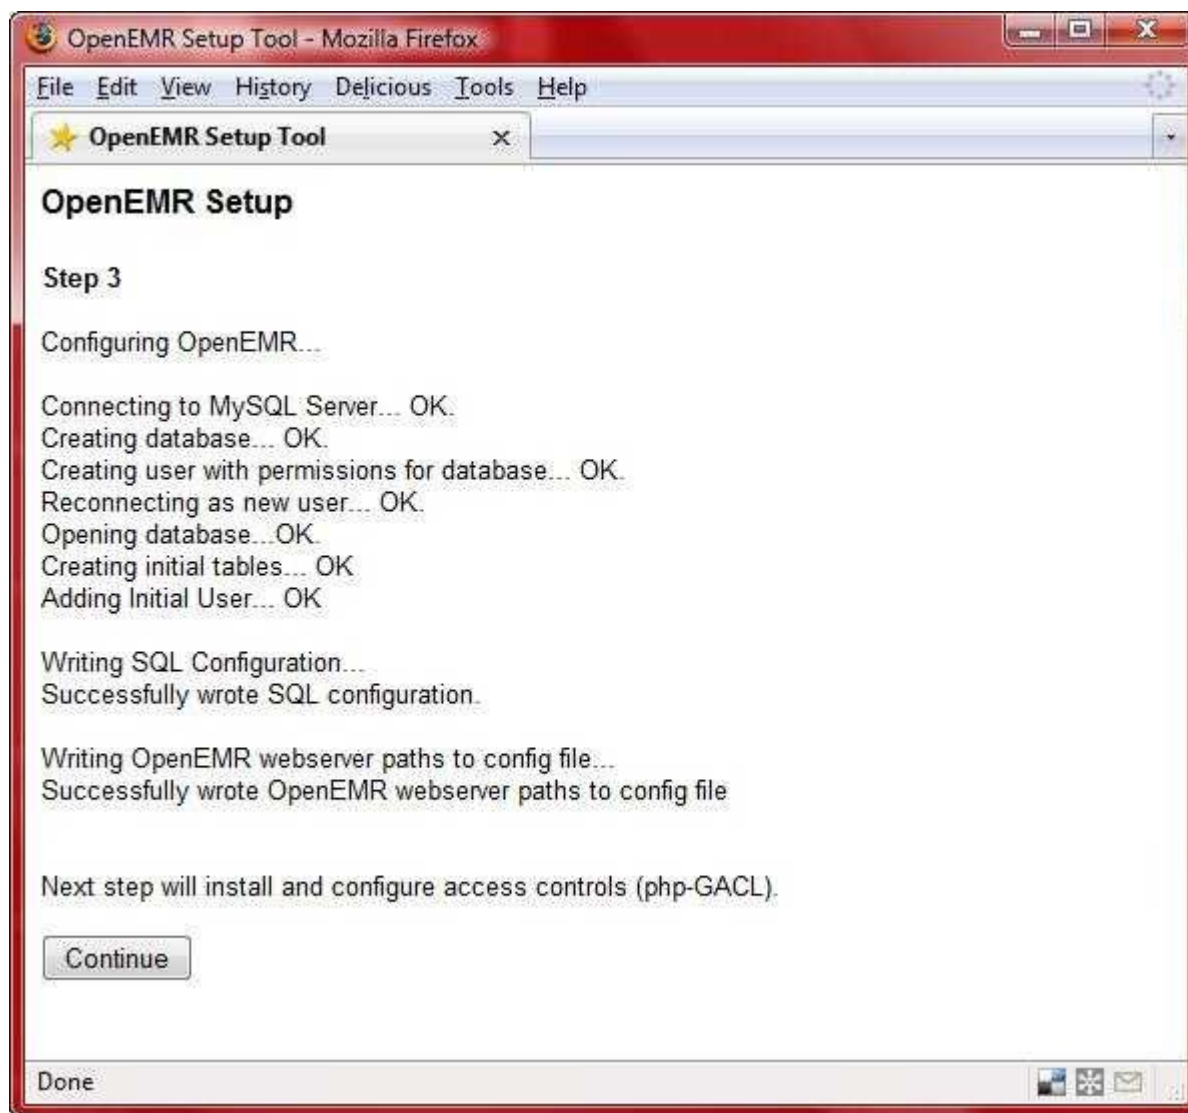 OpenEMR Setup Tool - Mozilla Firefox
File Edit View History Delicious Tools Help
OpenEMR Setup Tool
OpenEMR Setup
Step 3
Configuring OpenEMR...
Connecting to MySQL Server... OK.
Creating database... OK.
Creating user with permissions for database... OK.
Reconnecting as new user... OK.
Opening database...OK.
Creating initial tables... OK
Adding Initial User... OK
Writing SQL Configuration...
Successfully wrote SQL configuration.
Writing OpenEMR webserver paths to config file...
Successfully wrote OpenEMR webserver paths to config file
Next step will install and configure access controls (php-GACL).
Continue
Done